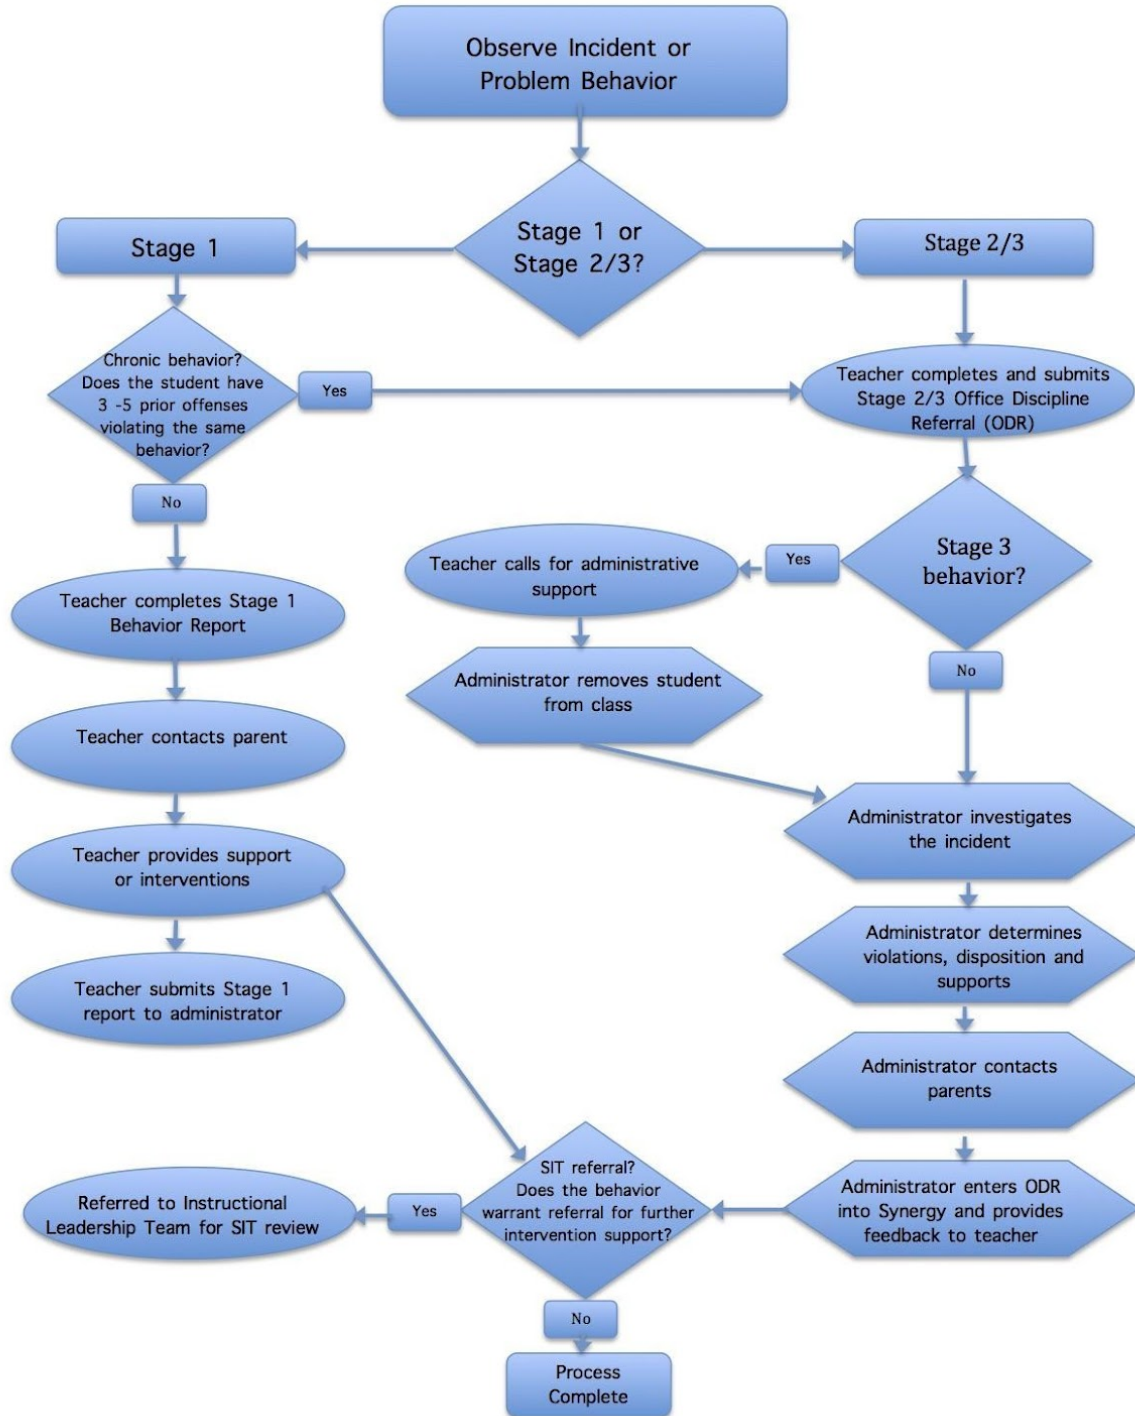 Observe Incident or
Problem Behavior
Stage 1 or
Stage 2/3?
Stage 1
Stage 2/3
Chronic behavior?
Does the student have
3 -5 prior offenses
violating the same
behavior?
Yes
Teacher completes and submits
Stage 2/3 Office Discipline
Referral (ODR)
No
Stage 3
behavior?
Yes
Teacher calls for administrative
support
Teacher completes Stage 1
Behavior Report
No
Administrator removes student
from class
Teacher contacts parent
Administrator investigates
the incident
Teacher provides support
or interventions
Administrator determines
violations, disposition and
supports
Teacher submits Stage 1
report to administrator
Administrator contacts
parents
SIT referral?
Does the behavior
warrant referral for further
intervention support?
Administrator enters ODR
into Synergy and provides
feedback to teacher
Yes
Referred to Instructional
Leadership Team for SIT review
No
Process
Complete